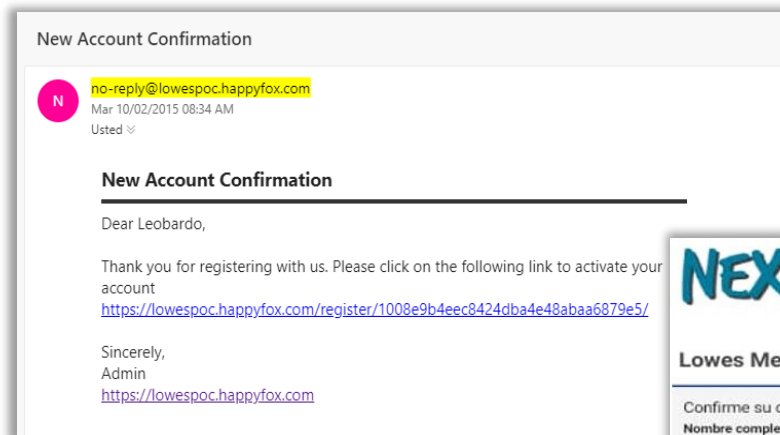 New Account Confirmation
N
no-reply@lowespoc.happyfox.com
Mar 10/02/2015 08:34 AM
Usted
New Account Confirmation
Dear Leobardo,
Thank you for registering with us. Please click on the following link to activate your
account
https://lowespoc.happyfox.com/register/1008e9b4eec8424dba4e48abaa6879e5/
Sincerely,
Admin
https://lowespoc.happyfox.com
NEX
Lowes Me
Confirme su
Nombre comple